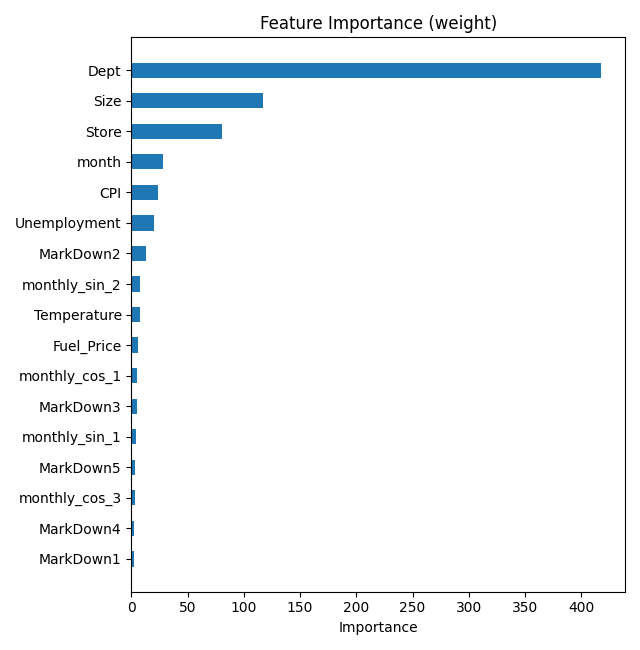 Feature Importance (weight)
Dept
Size
Store
month
CPI
Unemployment
MarkDown2
monthly_sin_2
Temperature
Fuel_Price
monthly_cos_1
MarkDown3
monthly_sin_1
MarkDown5
monthly_cos_3
MarkDown4
MarkDown1
0 50 100 150 200 250 300 350 400
Importance